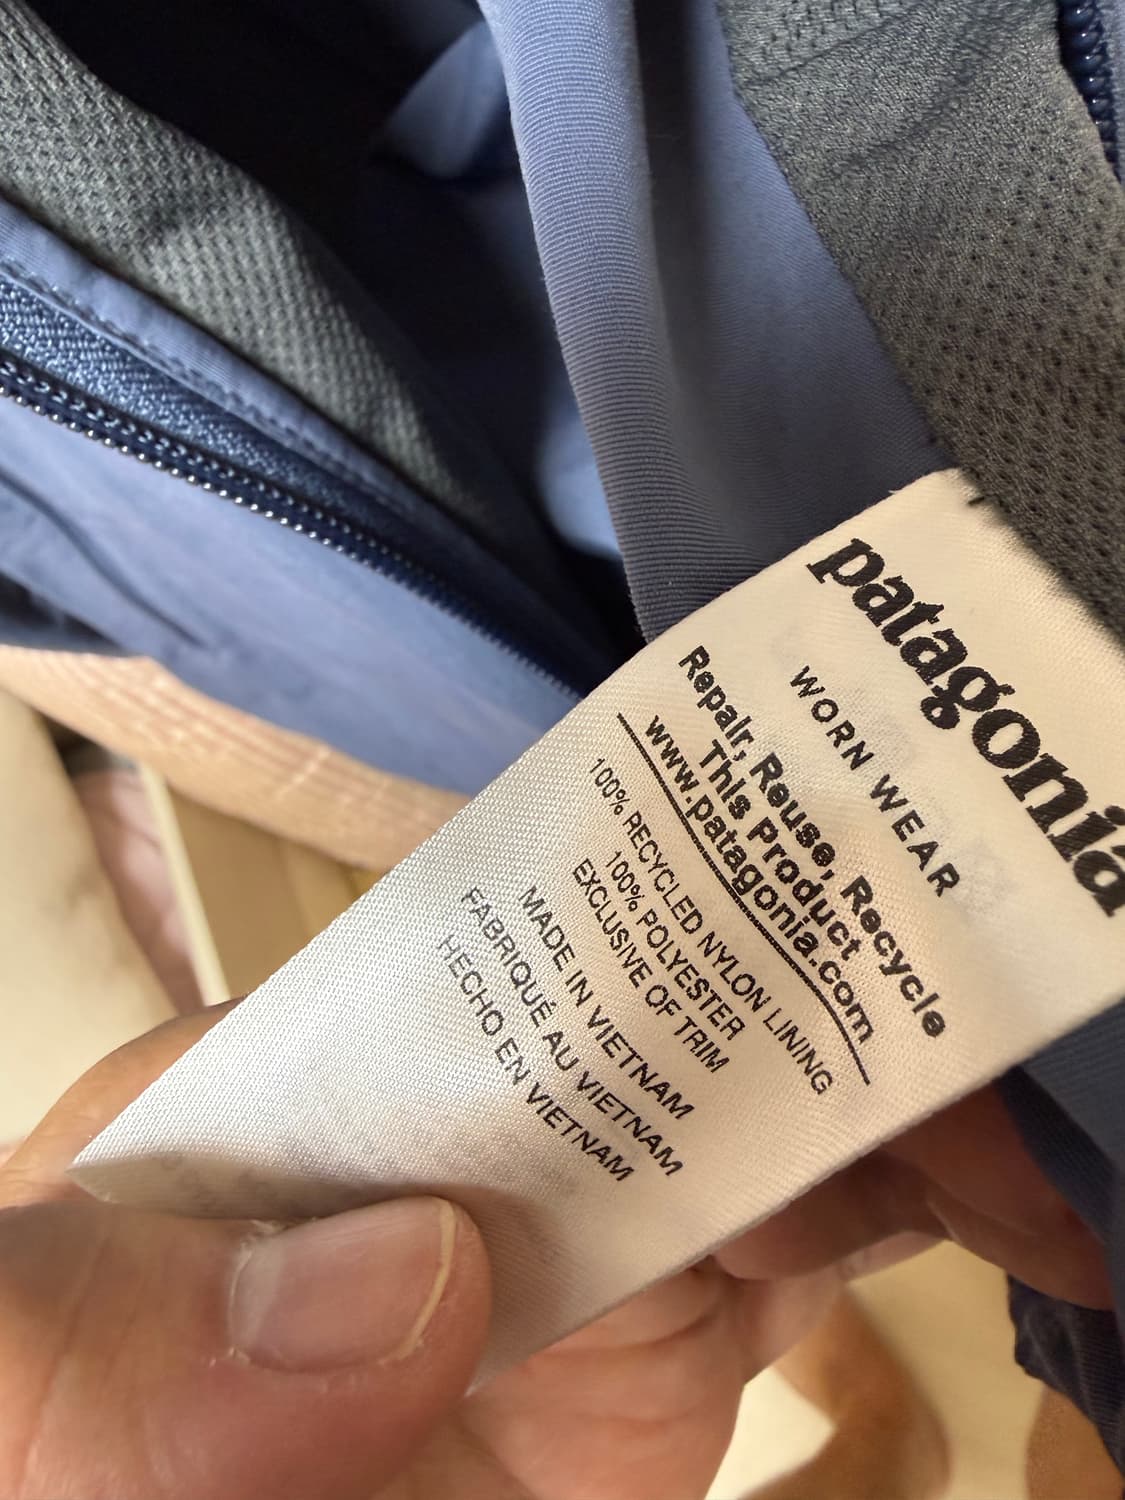 patagonia
WORN WEAR
Repair, Reuse, Recycle
This Product
www.patagonia.com
100% RECYCLED NYLON LINING
100% POLYESTER
EXCLUSIVE OF TRIM
MADE IN VIETNAM
FABRIQUÉ AU VIETNAM
HECHO EN VIETNAM